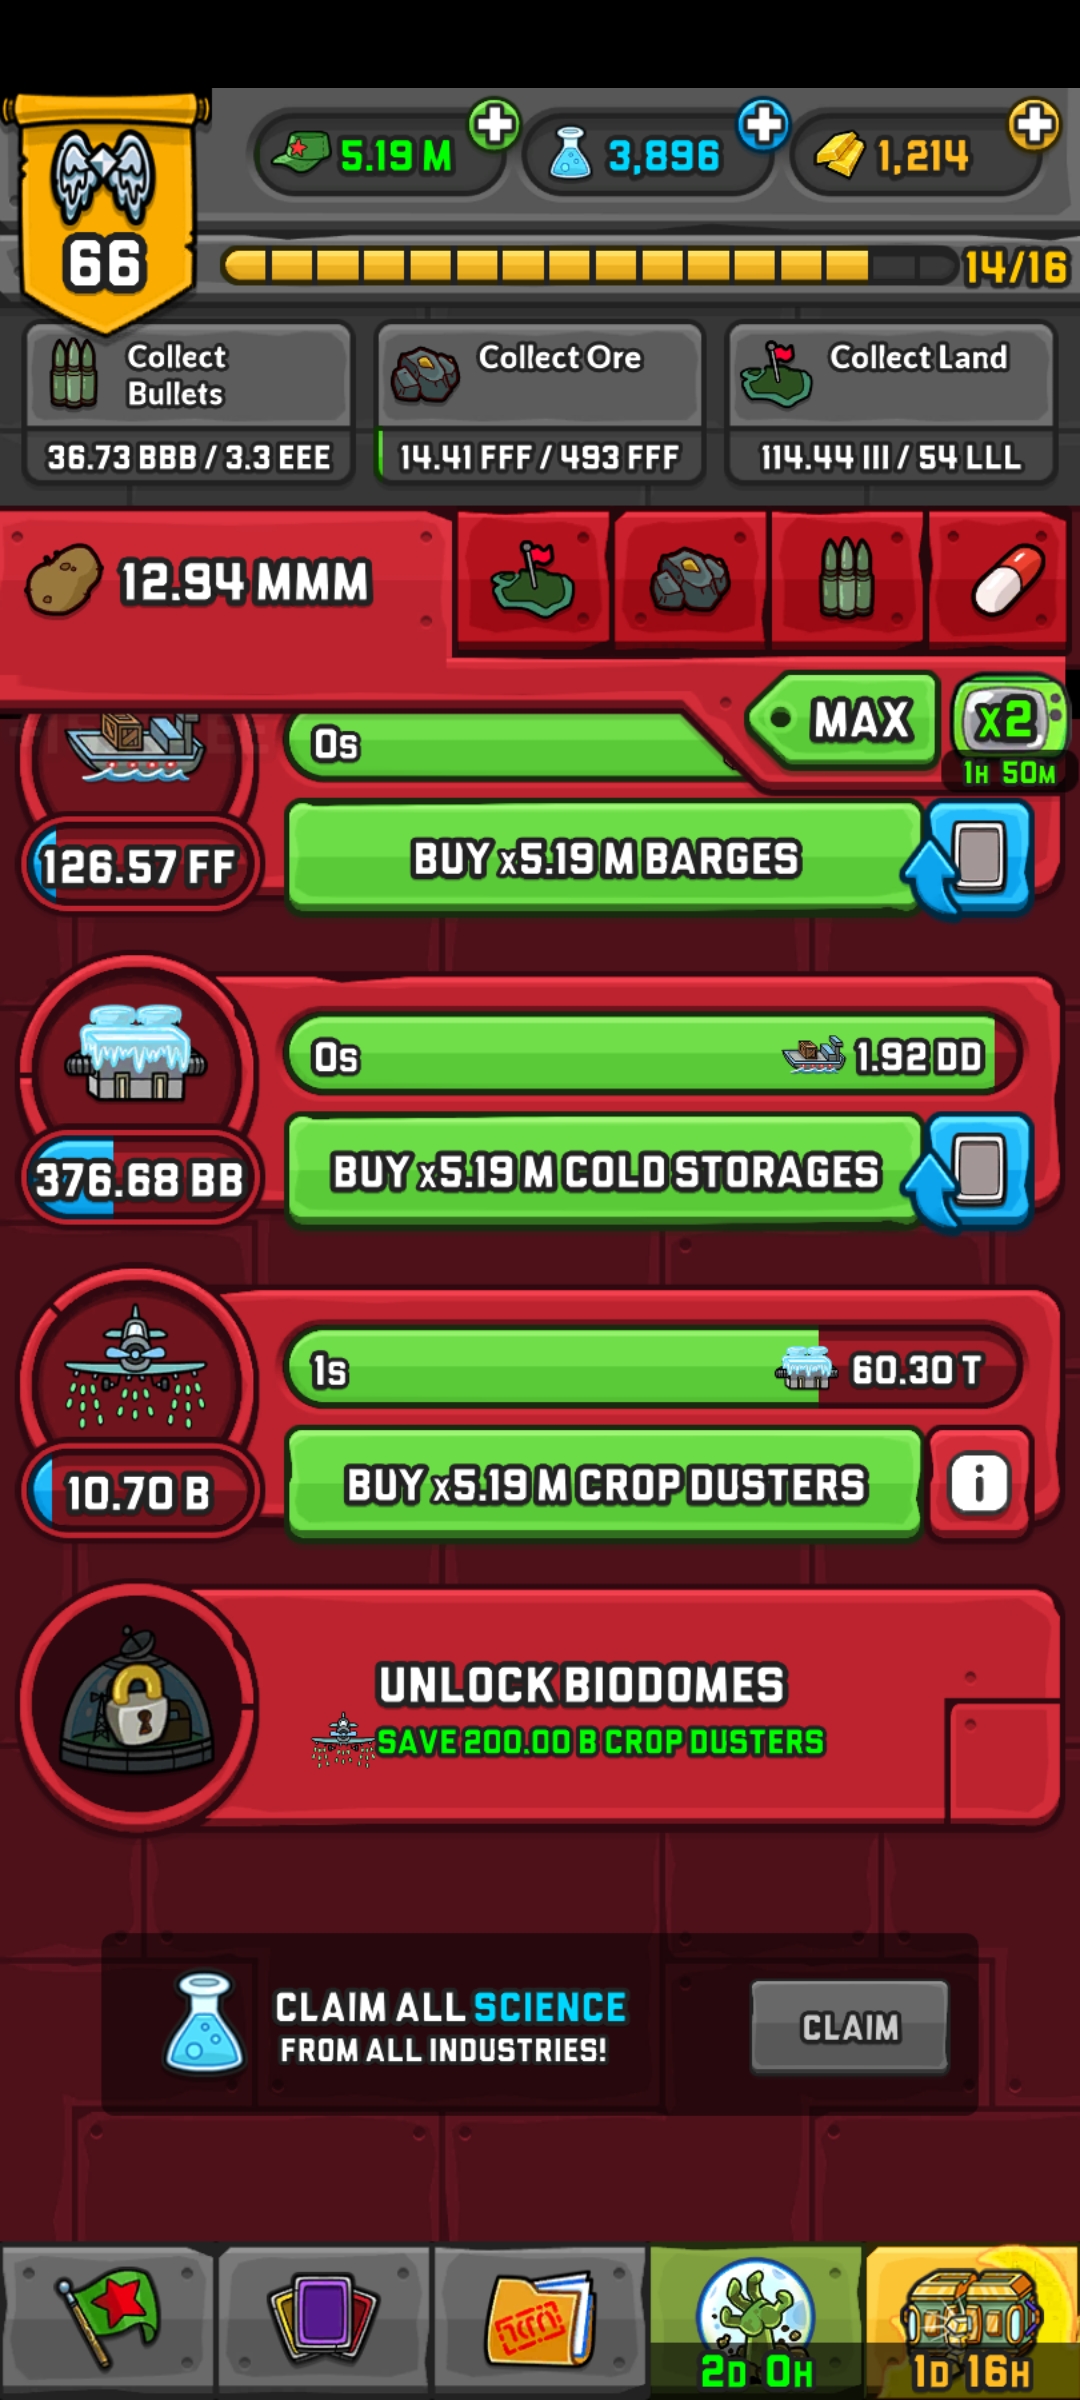 5.19 M
3,896
1,214
66
14/16
Collect
Bullets
Collect Ore
Collect Land
36.73 BBB / 3.3 EEE
14.41 FFF / 493 FFF
114.44 III / 54 LLL
12.94 MMM
MAX
x2
1H 50M
0s
126.57 FF
BUY x5.19 M BARGES
0s
1.92 DD
376.68 BB
BUY x5.19 M COLD STORAGES
1s
60.30 T
10.70 B
BUY x5.19 M CROP DUSTERS
i
UNLOCK BIODOMES
SAVE 200.00 B CROP DUSTERS
CLAIM ALL SCIENCE
FROM ALL INDUSTRIES!
CLAIM
2D 0H
1D 16H